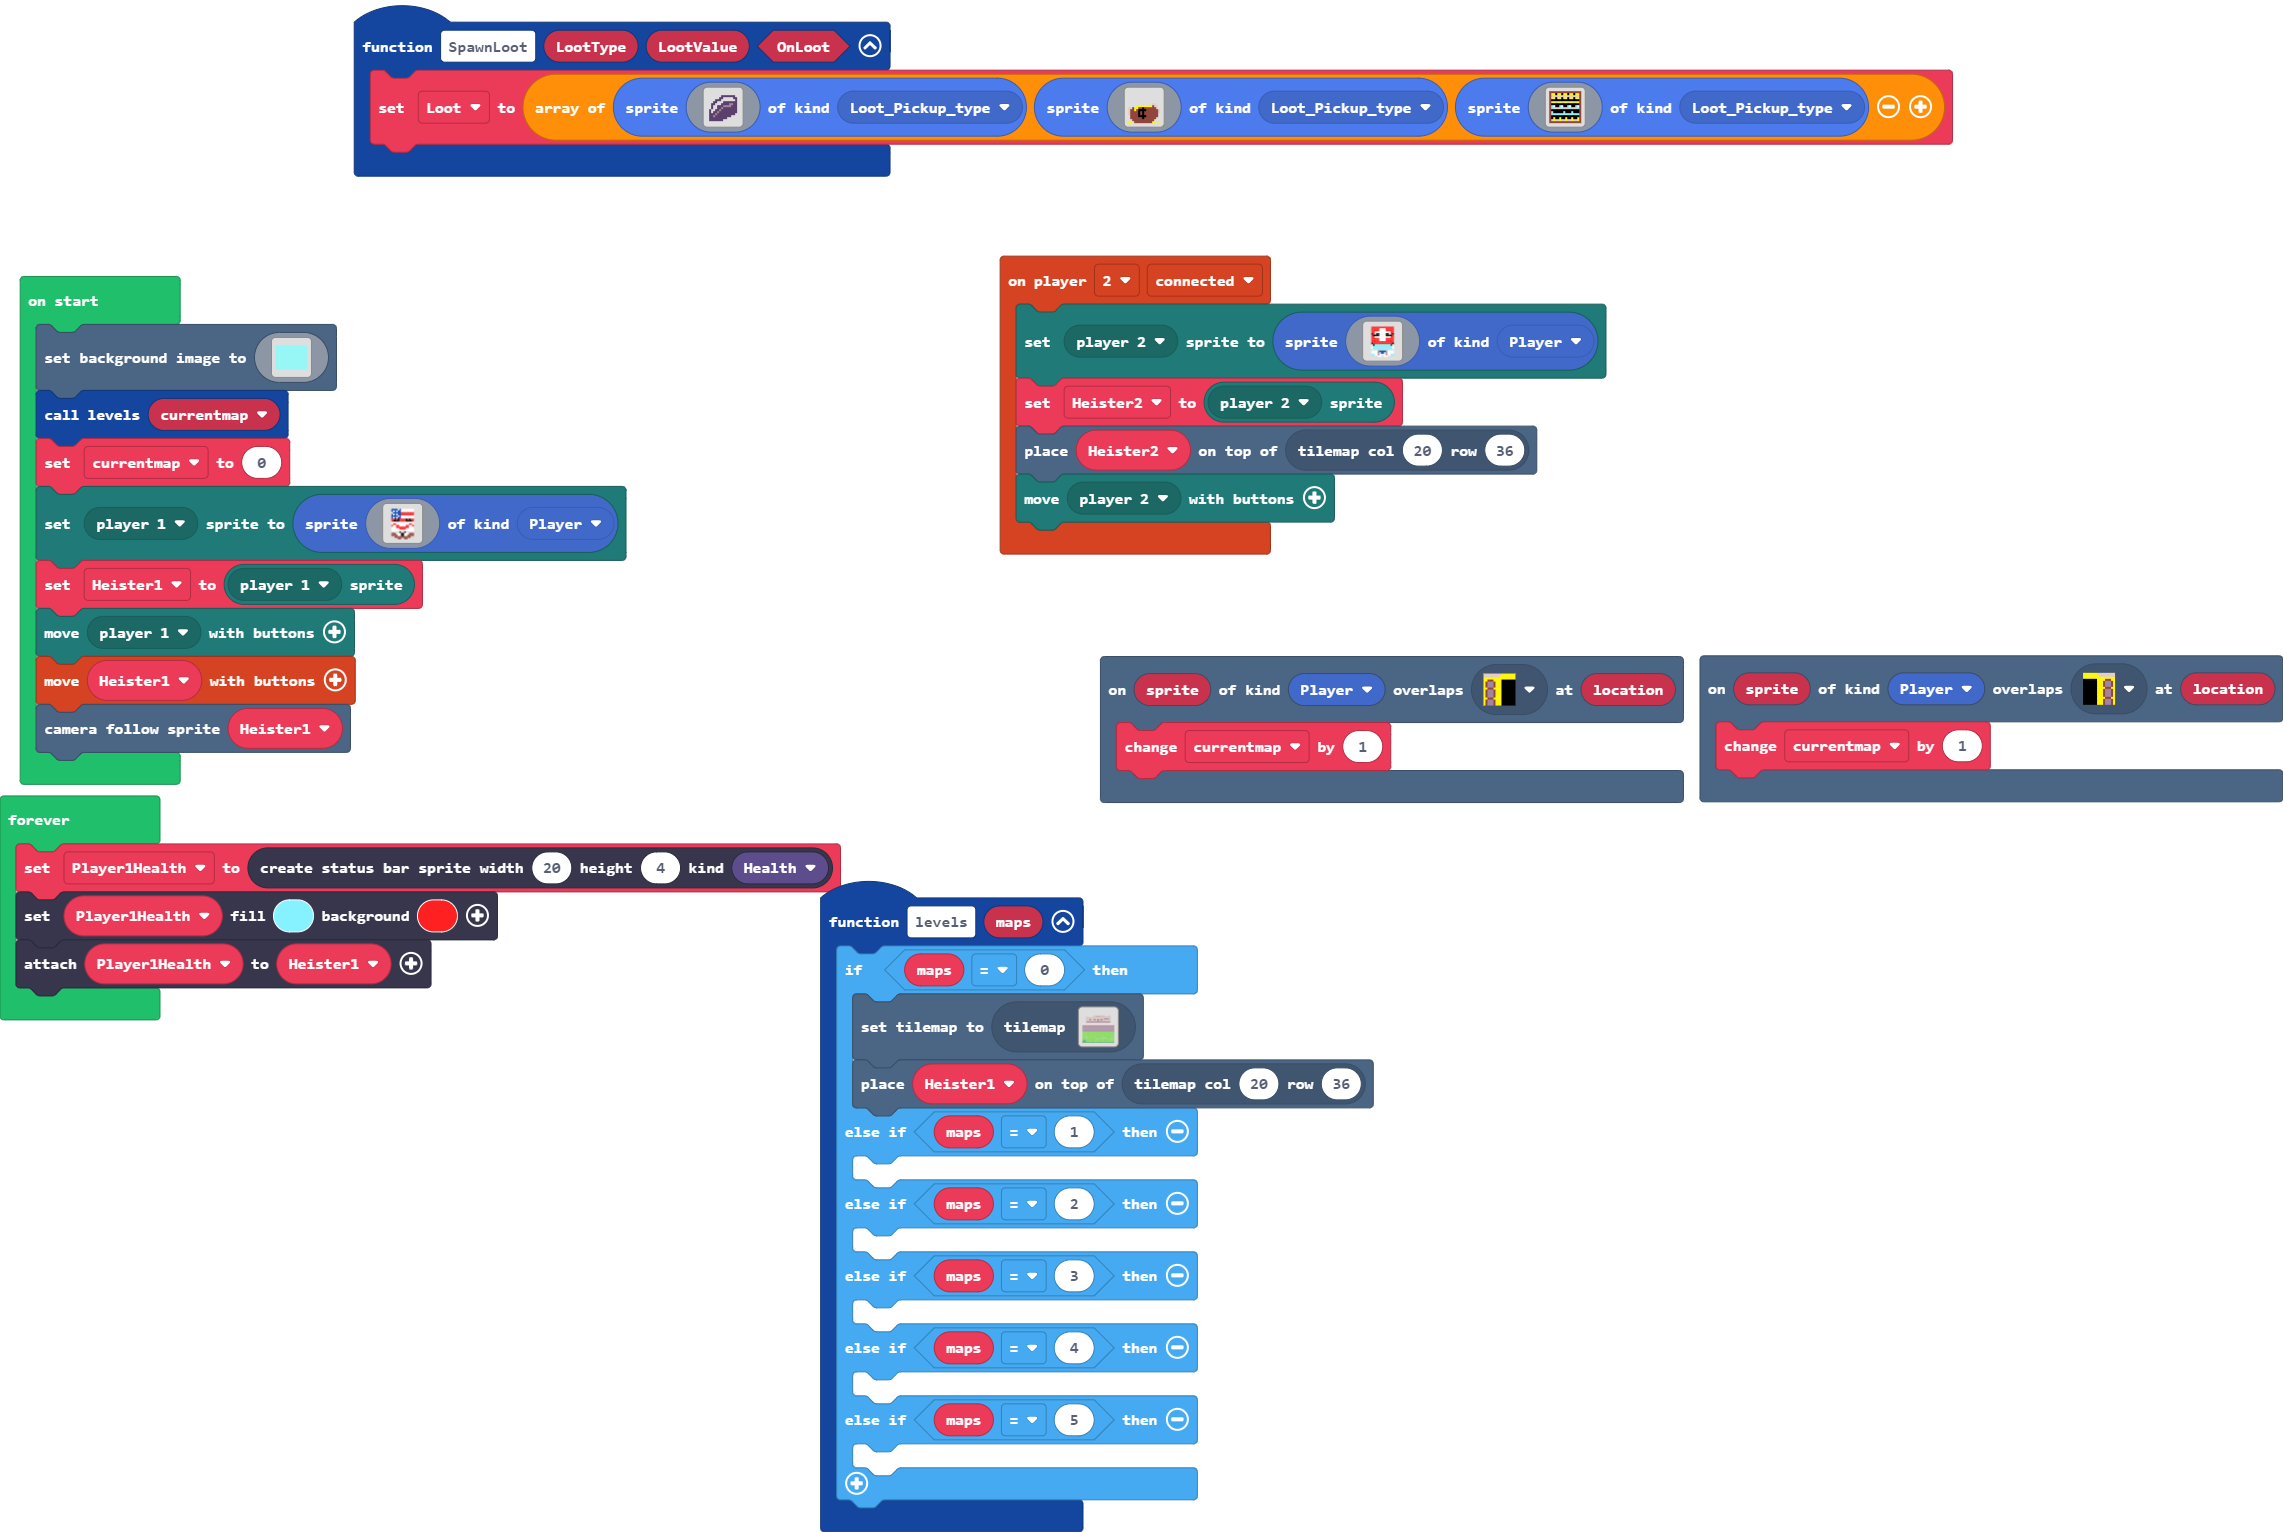 function SpawnLoot LootType LootValue OnLoot
set Loot to array of sprite of kind Loot_Pickup_type sprite of kind Loot_Pickup_type sprite of kind Loot_Pickup_type
on start
set background image to
call levels currentmap
set currentmap to 0
set player 1 sprite to sprite of kind Player
set Heister1 to player 1 sprite
move player 1 with buttons
move Heister1 with buttons
camera follow sprite Heister1
on player 2 connected
set player 2 sprite to sprite of kind Player
set Heister2 to player 2 sprite
place Heister2 on top of tilemap col 20 row 36
move player 2 with buttons
on sprite of kind Player overlaps at location
change currentmap by 1
on sprite of kind Player overlaps at location
change currentmap by 1
forever
set Player1Health to create status bar sprite width 20 height 4 kind Health
set Player1Health fill background
attach Player1Health to Heister1
function levels maps
if maps = 0 then
set tilemap to tilemap
place Heister1 on top of tilemap col 20 row 36
else if maps = 1 then
else if maps = 2 then
else if maps = 3 then
else if maps = 4 then
else if maps = 5 then